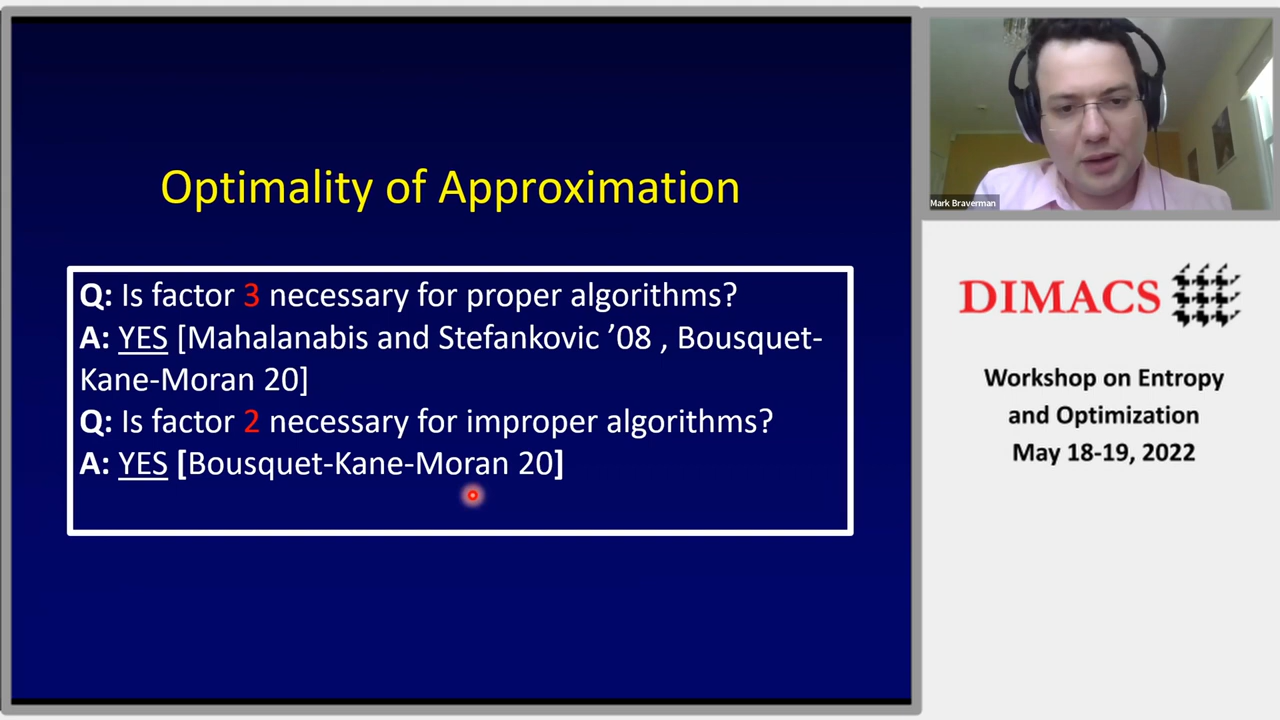 Optimality of Approximation
Q: Is factor 3 necessary for proper algorithms?
A: YES [Mahalanabis and Stefankovic ’08 , Bousquet-
Kane-Moran 20]
Q: Is factor 2 necessary for improper algorithms?
A: YES [Bousquet-Kane-Moran 20]
Mark Braverman
DIMACS
Workshop on Entropy
and Optimization
May 18-19, 2022